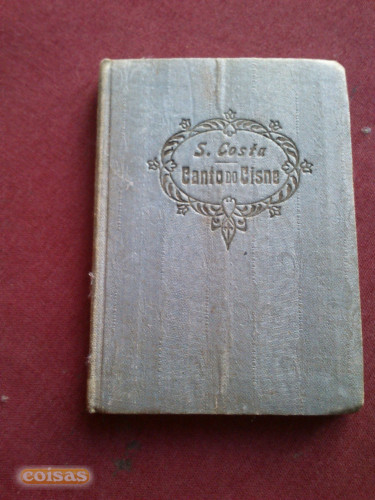 S. Costa
Canto do Cisne
coisas